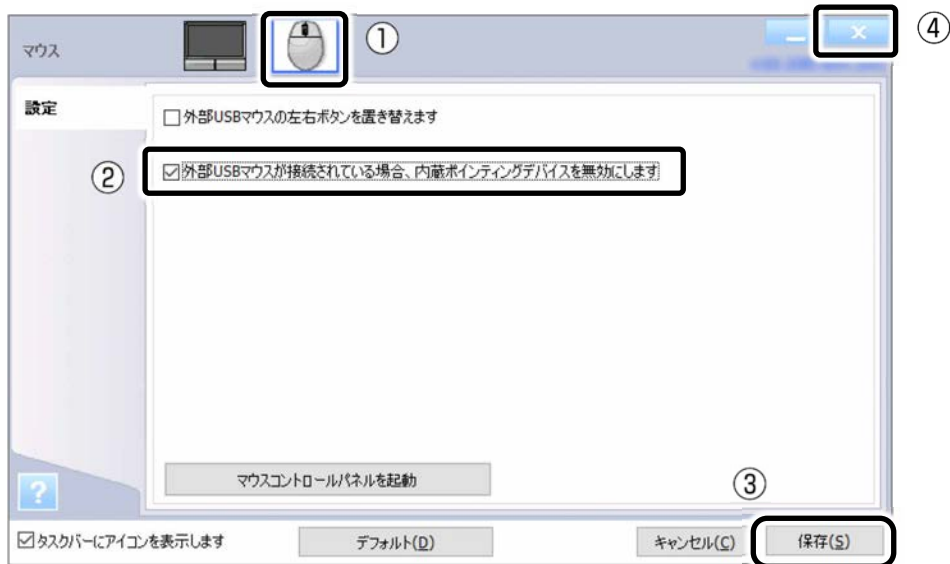 マウス
①
④
設定
外部USBマウスの左右ボタンを置き替えます
②
外部USBマウスが接続されている場合、内蔵ポインティングデバイスを無効にします
マウスコントロールパネルを起動
③
?
タスクバーにアイコンを表示します
デフォルト(D)
キャンセル(C)
保存(S)